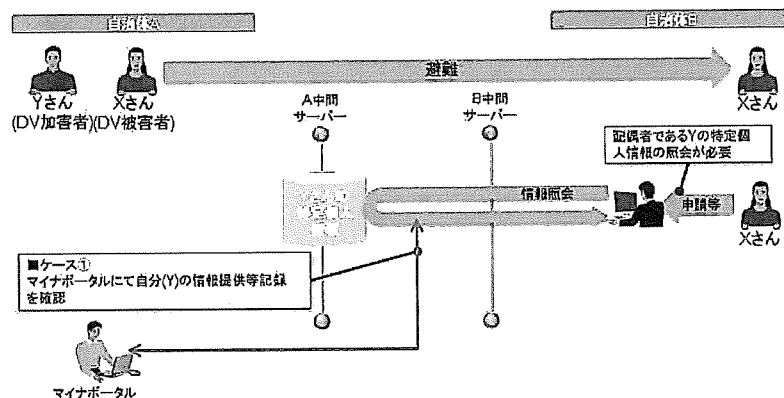 自治体A
自治体B
避難
Yさん
(DV加害者)
Xさん
(DV被害者)
Xさん
A中間
サーバー
B中間
サーバー
配偶者であるYの特定個
人情報の照会が必要
情報照会
申請等
Xさん
■ケース①
マイナポータルにて自分(Y)の情報提供等記録
を確認
マイナポータル